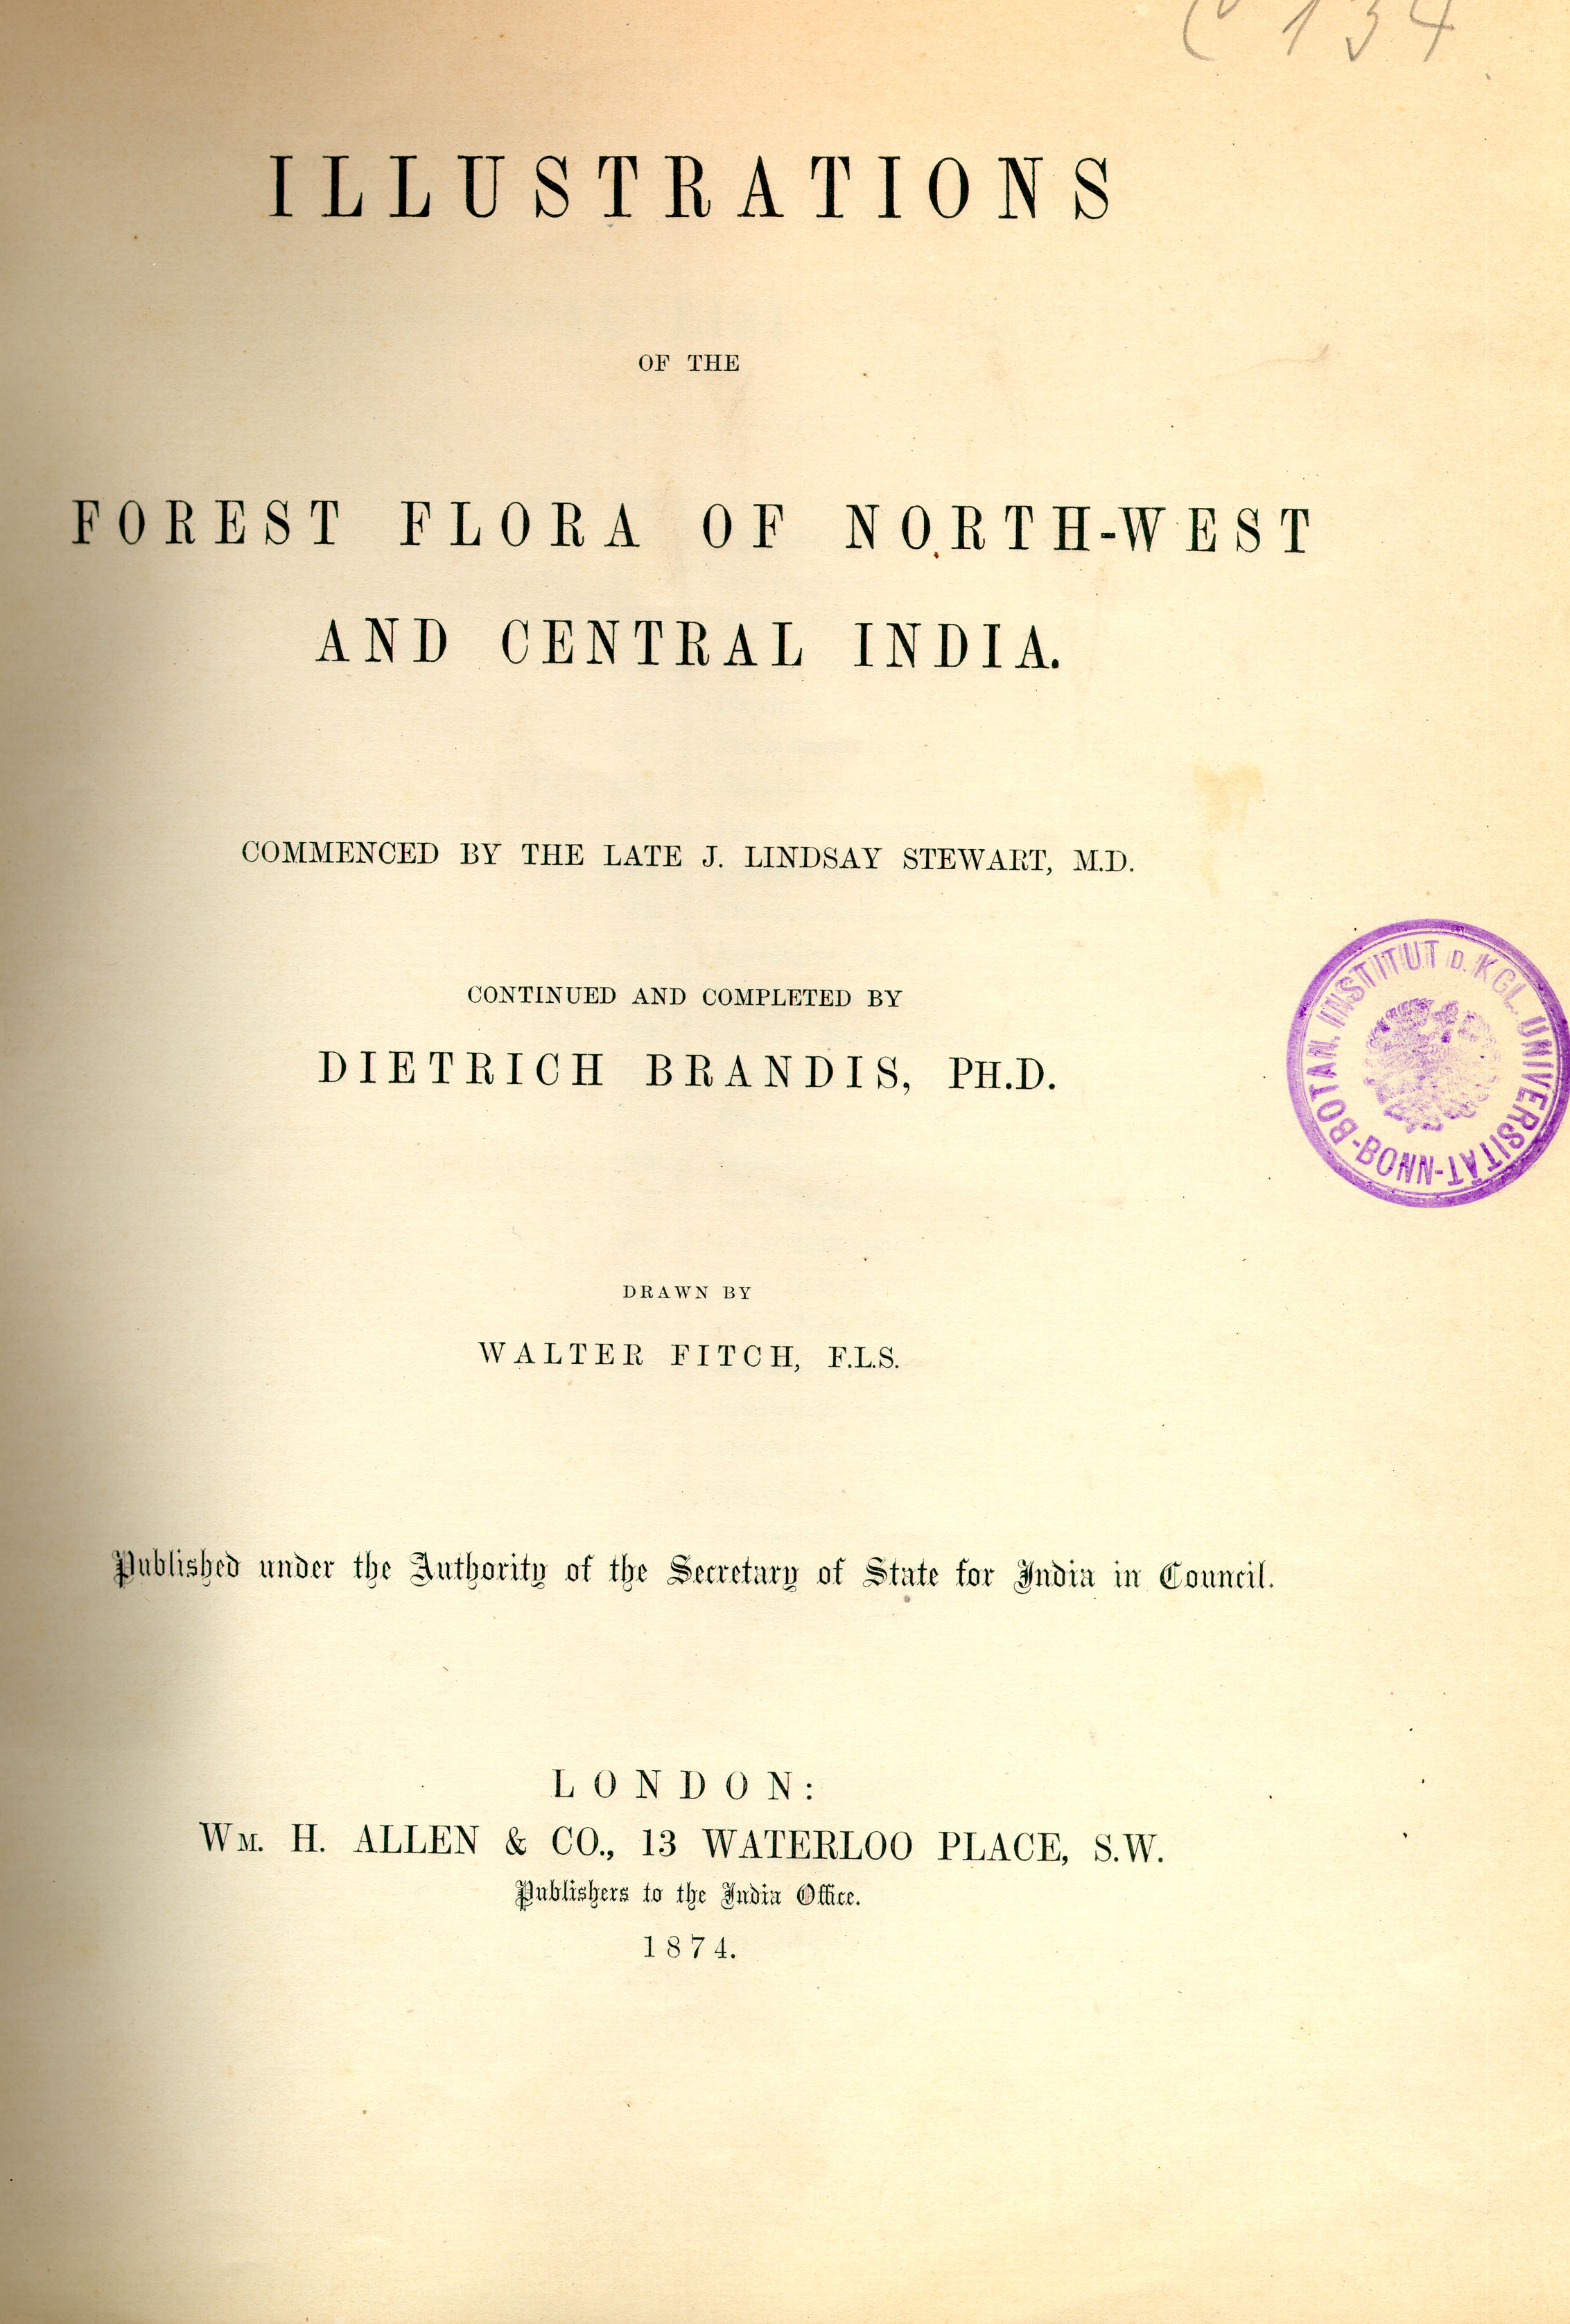 C 134
ILLUSTRATIONS
OF THE
FOREST FLORA OF NORTH-WEST
AND CENTRAL INDIA.
COMMENCED BY THE LATE J. LINDSAY STEWART, M.D.
CONTINUED AND COMPLETED BY
DIETRICH BRANDIS, PH.D.
BOTAN. INSTITUT D. KGL. UNIVERSITÄT-BONN-
DRAWN BY
WALTER FITCH, F.L.S.
Published under the Authority of the Secretary of State for India in Council.
LONDON:
WM. H. ALLEN & CO., 13 WATERLOO PLACE, S.W.
Publishers to the India Office.
1874.